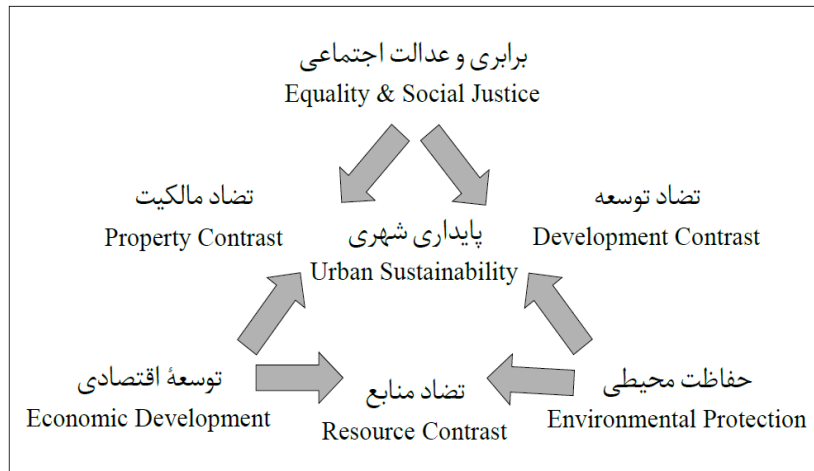 برابری و عدالت اجتماعی
Equality & Social Justice
تضاد مالکیت
Property Contrast
تضاد توسعه
Development Contrast
پایداری شهری
Urban Sustainability
توسعهٔ اقتصادی
Economic Development
تضاد منابع
Resource Contrast
حفاظت محیطی
Environmental Protection